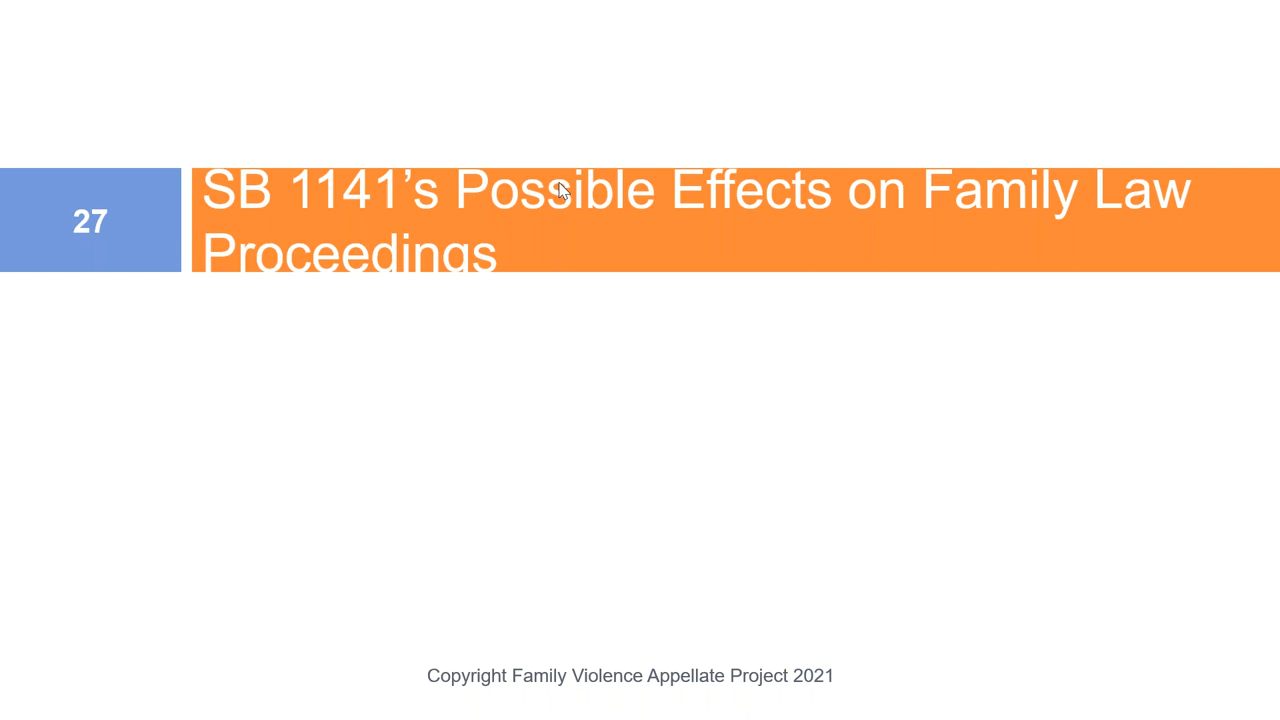 27
SB 1141’s Possible Effects on Family Law
Proceedings
Copyright Family Violence Appellate Project 2021